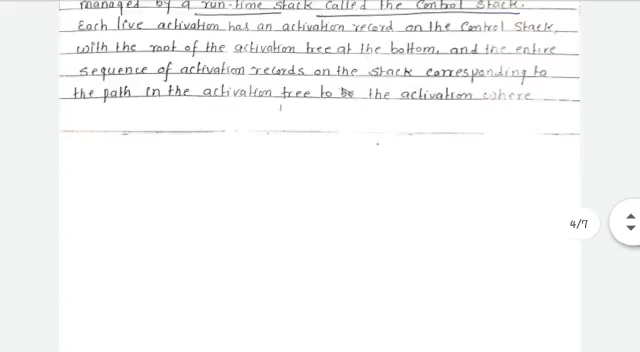 managed by a run-time stack called the control stack.
Each live activation has an activation record on the control stack,
with the root of the activation tree at the bottom, and the entire
sequence of activation records on the stack corresponding to
the path in the activation tree to the activation where
4/7